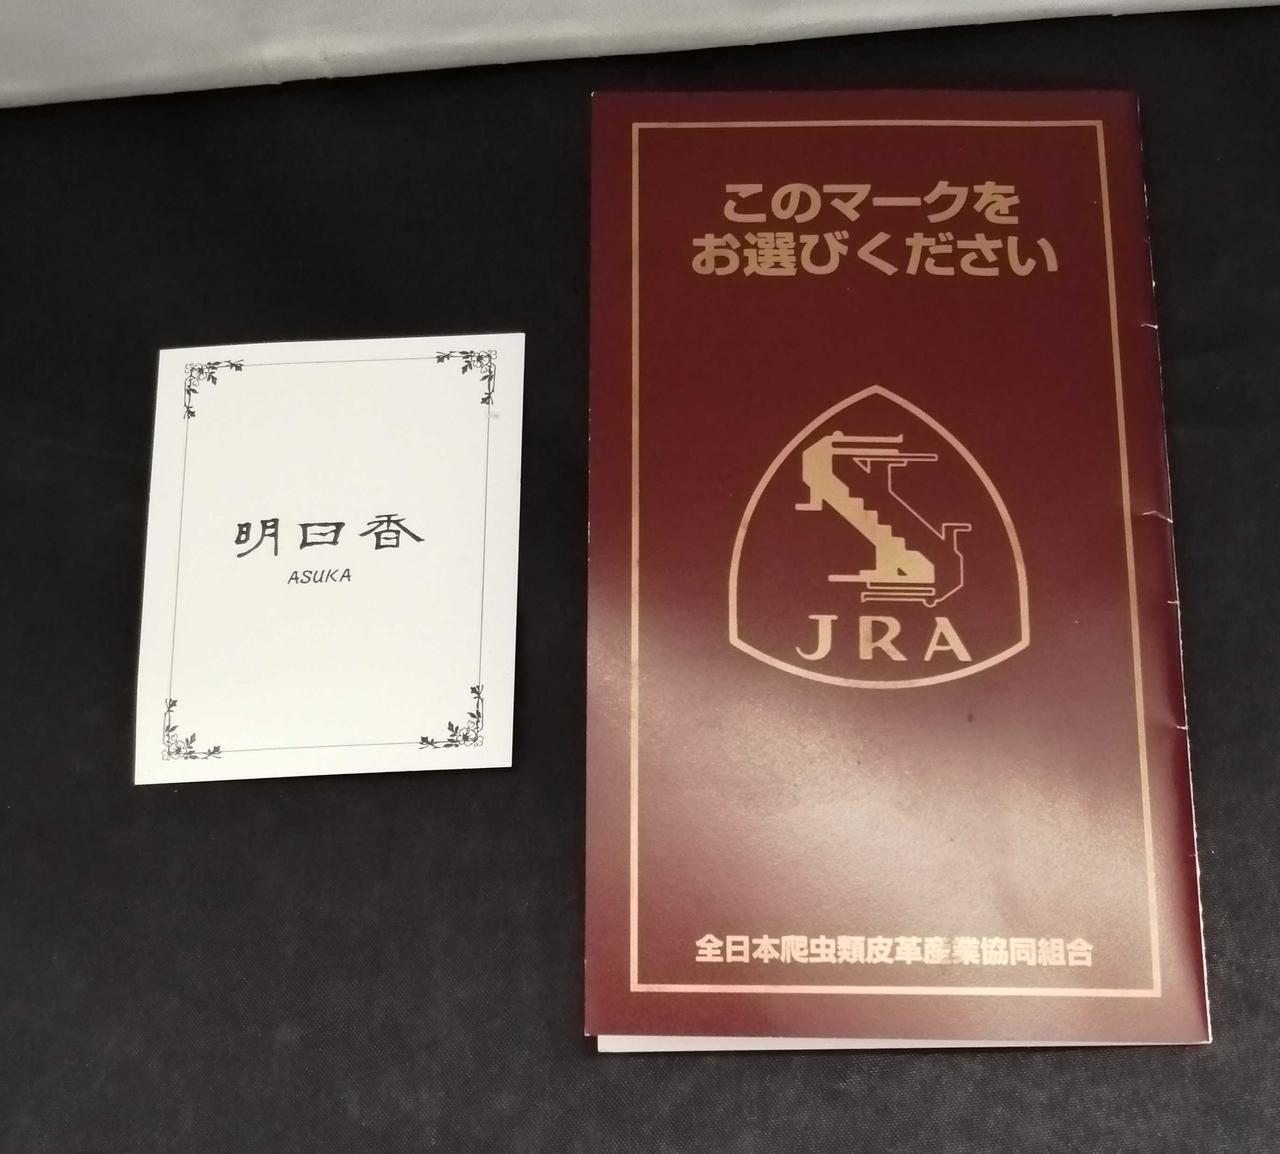 明日香
ASUKA
このマークを
お選びください
JRA
全日本爬虫類皮革産業協同組合